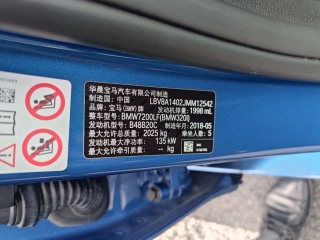 华晨宝马汽车有限公司制造
制造国：中国 LBV8A1402JMM12542
品牌：宝马(BMW)牌 发动机排量：1998 mL
整车型号：BMW7200LF(BMW320i)
发动机型号：B48B20C 制造年月：2018-05
最大允许总质量：2025 kg 乘坐人数：5
发动机最大净功率：135 kW
最大允许牵引质量：-- kg